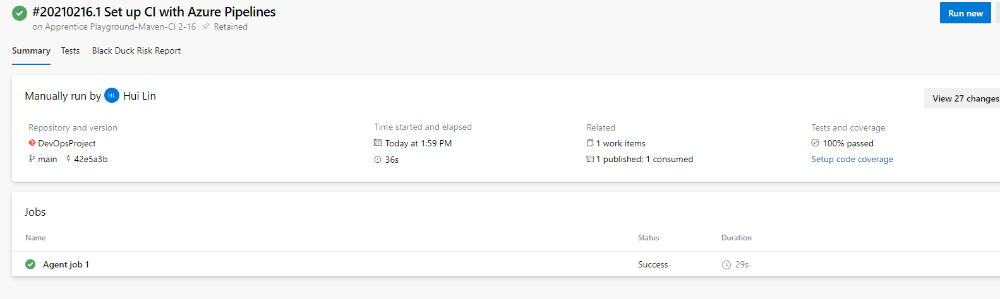 #20210216.1 Set up CI with Azure Pipelines
Run new
on Apprentice Playground-Maven-CI 2-16 Retained
Summary Tests Black Duck Risk Report
Manually run by HL Hui Lin
View 27 changes
Repository and version
DevOpsProject
main 42e5a3b
Time started and elapsed
Today at 1:59 PM
36s
Related
1 work items
1 published; 1 consumed
Tests and coverage
100% passed
Setup code coverage
Jobs
Name Status Duration
Agent job 1 Success 29s